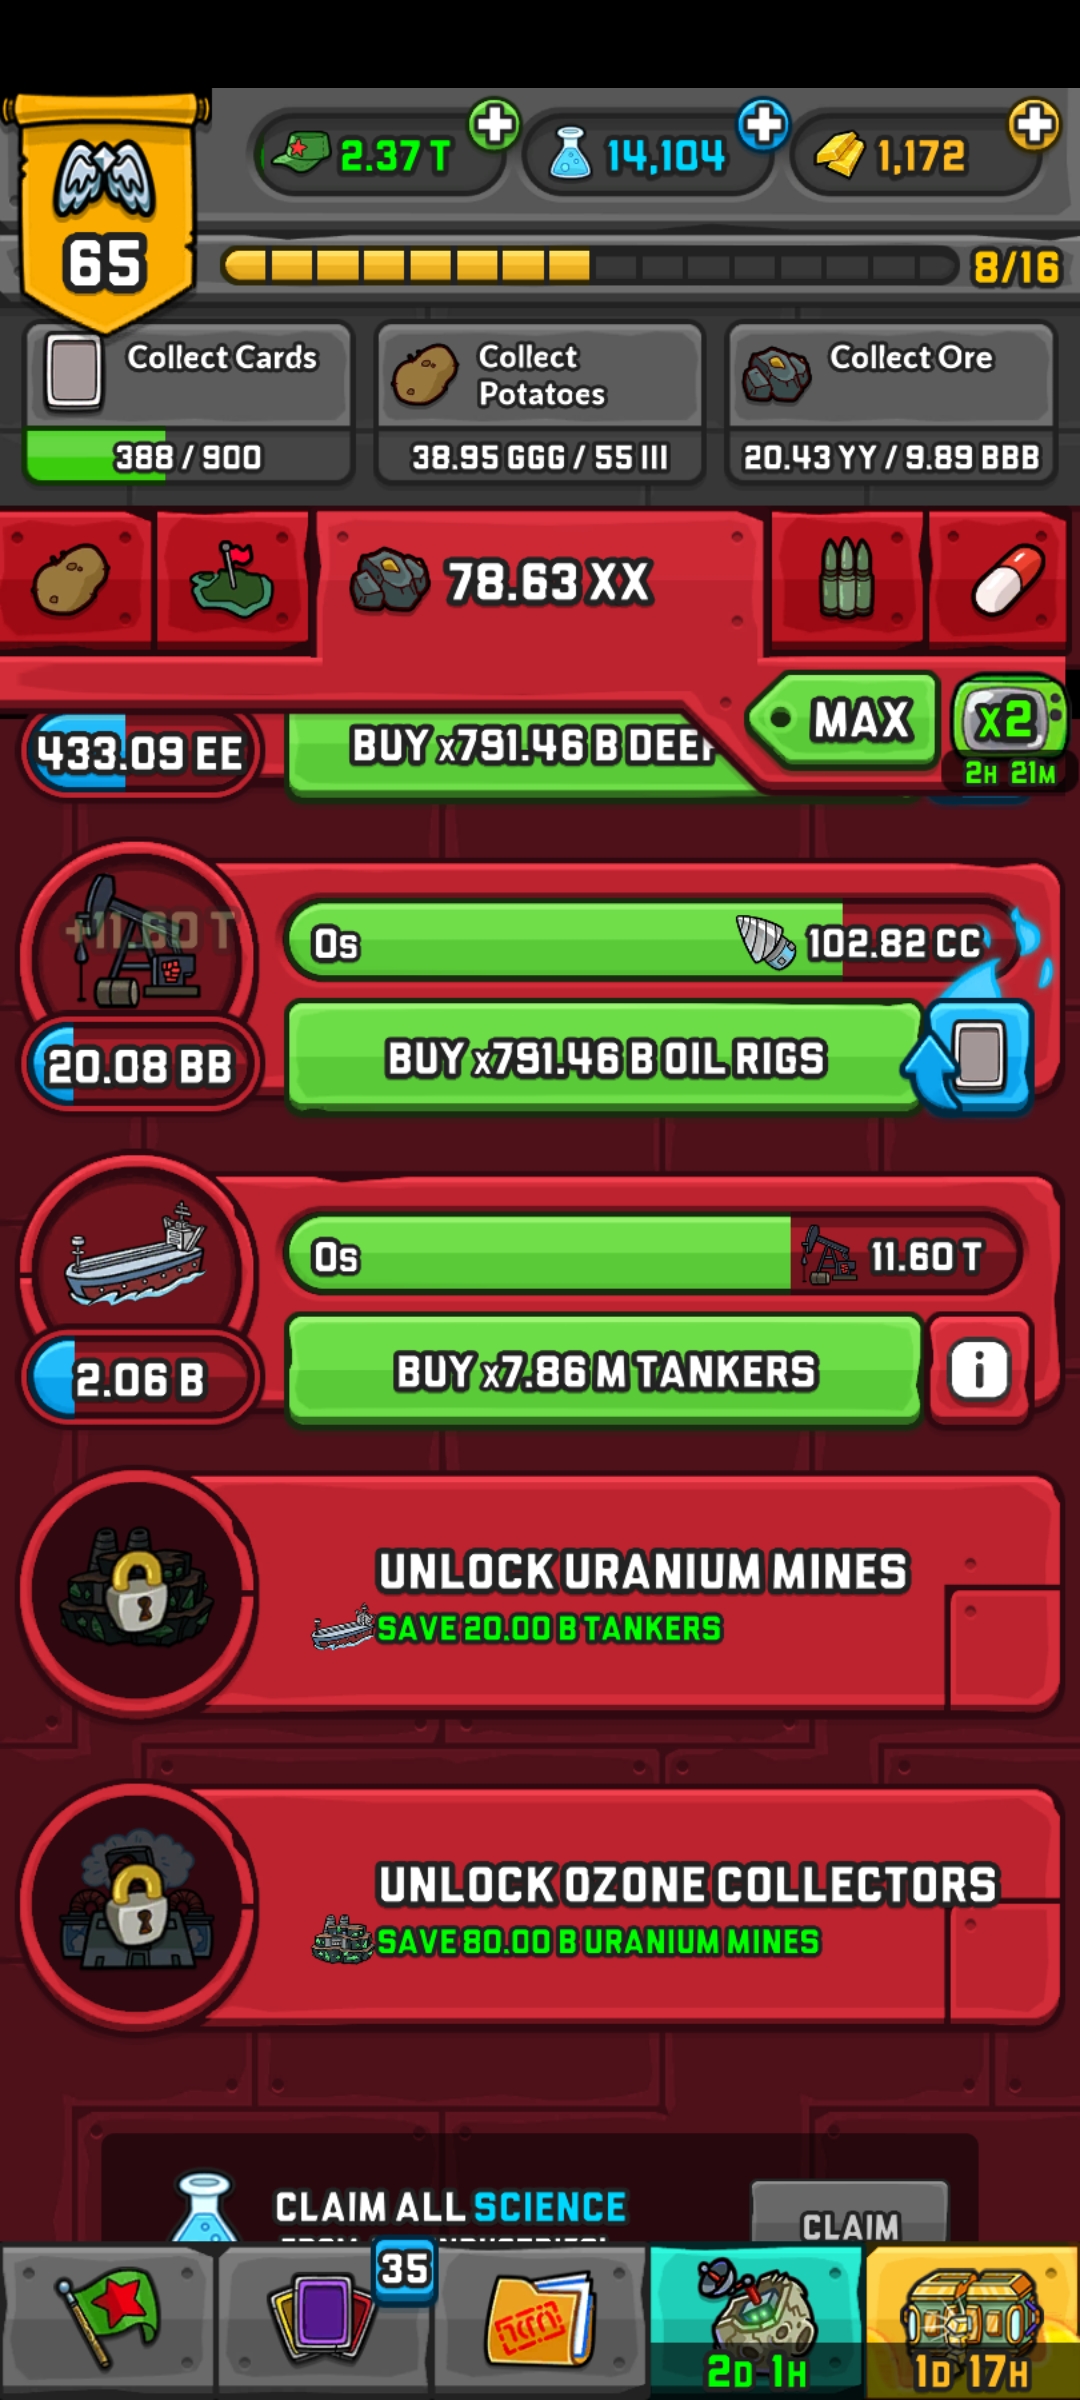 2.37 T
14,104
1,172
65
8/16
Collect Cards
388 / 900
Collect
Potatoes
38.95 GGG / 55 III
Collect Ore
20.43 YY / 9.89 BBB
78.63 XX
MAX
x2
2H 21M
433.09 EE
BUY x791.46 B DEEP
+11.60 T
0s
102.82 CC
20.08 BB
BUY x791.46 B OIL RIGS
0s
11.60 T
2.06 B
BUY x7.86 M TANKERS
i
UNLOCK URANIUM MINES
SAVE 20.00 B TANKERS
UNLOCK OZONE COLLECTORS
SAVE 80.00 B URANIUM MINES
CLAIM ALL SCIENCE
CLAIM
35
2D 1H
1D 17H